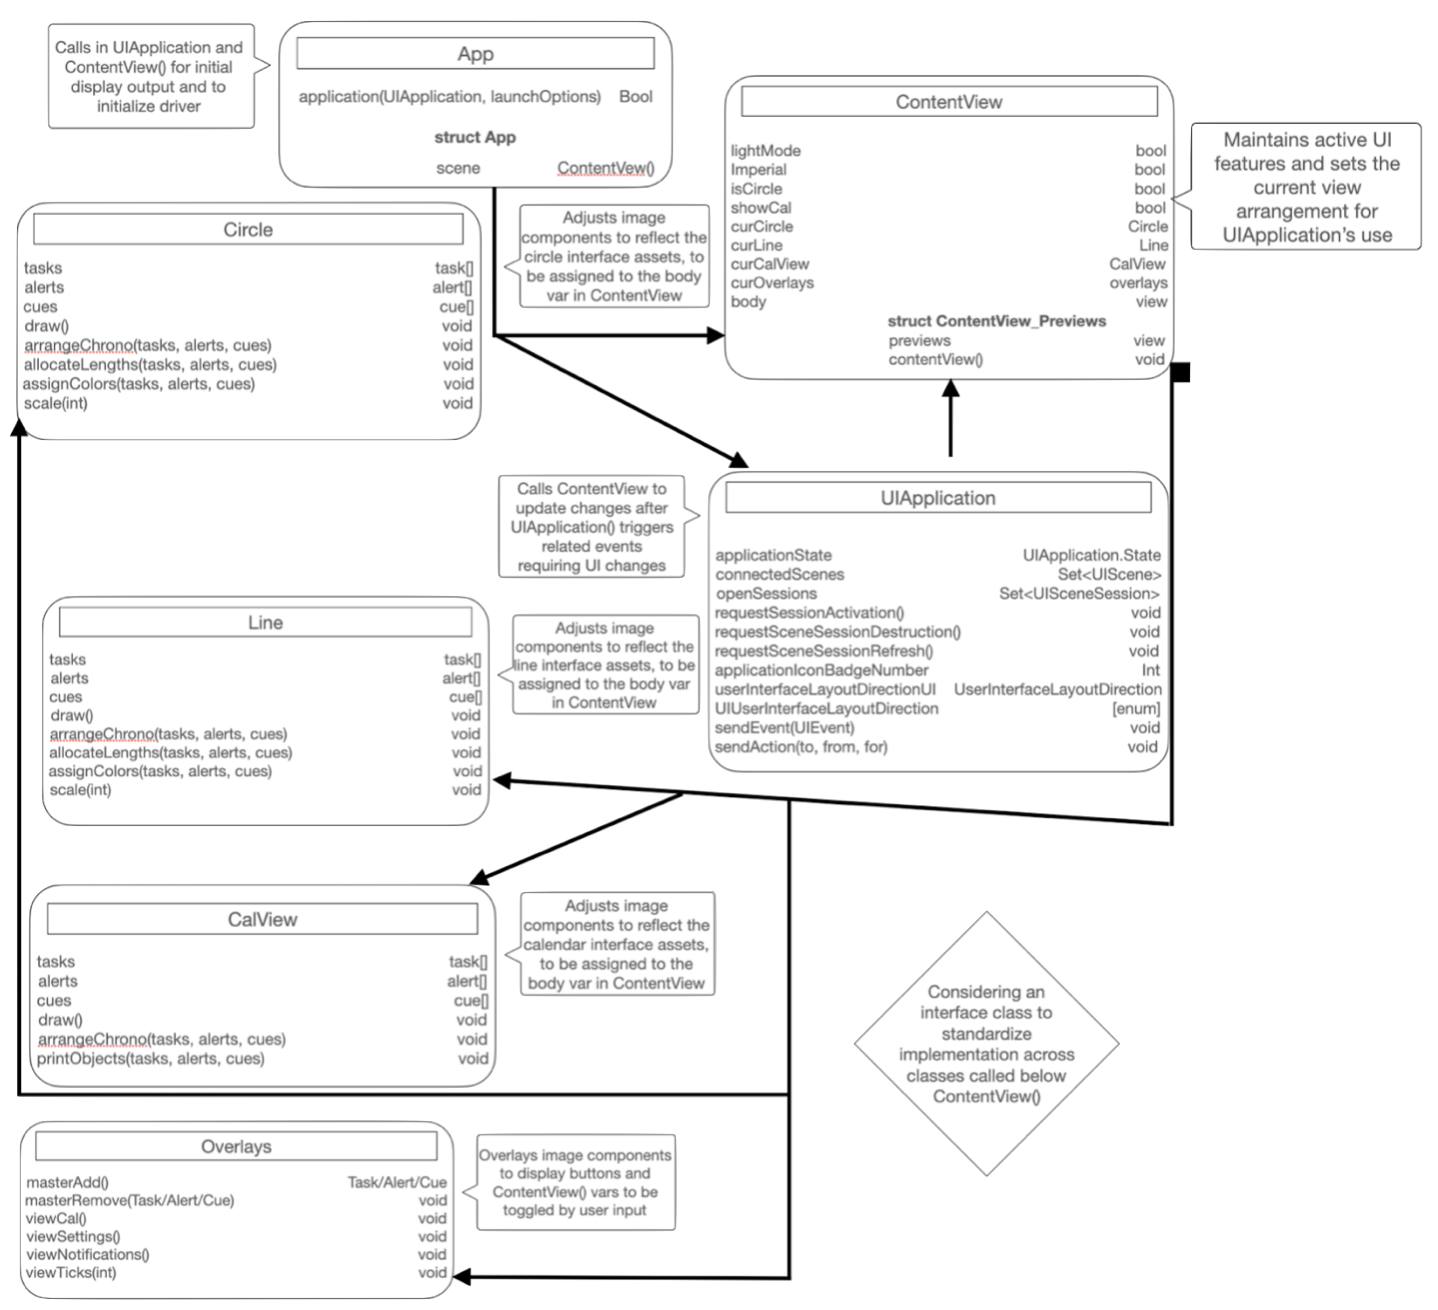 Calls in UIApplication and
ContentView() for initial
display output and to
initialize driver
App
application(UIApplication, launchOptions) Bool
struct App
scene ContentVew()
ContentView
lightMode bool
Imperial bool
isCircle bool
showCal bool
curCircle Circle
curLine Line
curCalView CalView
curOverlays overlays
body view
struct ContentView_Previews
previews view
contentView() void
Maintains active UI
features and sets the
current view
arrangement for
UIApplication's use
Circle
tasks task[]
alerts alert[]
cues cue[]
draw() void
arrangeChrono(tasks, alerts, cues) void
allocateLengths(tasks, alerts, cues) void
assignColors(tasks, alerts, cues) void
scale(int) void
Adjusts image
components to reflect the
circle interface assets, to
be assigned to the body
var in ContentView
Calls ContentView to
update changes after
UIApplication() triggers
related events
requiring UI changes
UIApplication
applicationState UIApplication.State
connectedScenes Set<UIScene>
openSessions Set<UISceneSession>
requestSessionActivation() void
requestSceneSessionDestruction() void
requestSceneSessionRefresh() void
applicationIconBadgeNumber Int
userInterfaceLayoutDirectionUI UserInterfaceLayoutDirection
UIUserInterfaceLayoutDirection [enum]
sendEvent(UIEvent) void
sendAction(to, from, for) void
Line
tasks task[]
alerts alert[]
cues cue[]
draw() void
arrangeChrono(tasks, alerts, cues) void
allocateLengths(tasks, alerts, cues) void
assignColors(tasks, alerts, cues) void
scale(int) void
Adjusts image
components to reflect the
line interface assets, to be
assigned to the body var
in ContentView
CalView
tasks task[]
alerts alert[]
cues cue[]
draw() void
arrangeChrono(tasks, alerts, cues) void
printObjects(tasks, alerts, cues) void
Adjusts image
components to reflect the
calendar interface assets,
to be assigned to the
body var in ContentView
Considering an
interface class to
standardize
implementation across
classes called below
ContentView()
Overlays
masterAdd() Task/Alert/Cue
masterRemove(Task/Alert/Cue) void
viewCal() void
viewSettings() void
viewNotifications() void
viewTicks(int) void
Overlays image components
to display buttons and
ContentView() vars to be
toggled by user input